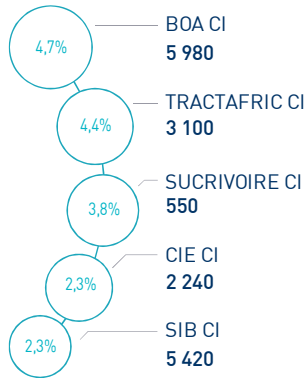 4,7%
BOA CI
5 980
4,4%
TRACTAFRIC CI
3 100
3,8%
SUCRIVOIRE CI
550
2,3%
CIE CI
2 240
2,3%
SIB CI
5 420